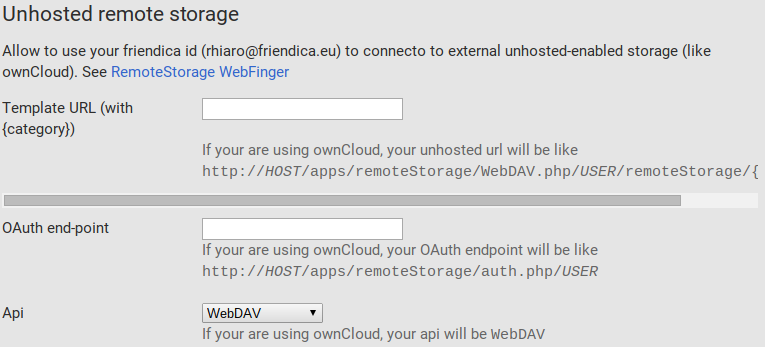 Unhosted remote storage
Allow to use your friendica id (rhiaro@friendica.eu) to connecto to external unhosted-enabled storage (like
ownCloud). See RemoteStorage WebFinger
Template URL (with
{category})
If your are using ownCloud, your unhosted url will be like
http://HOST/apps/remoteStorage/WebDAV.php/USER/remoteStorage/{
OAuth end-point
If your are using ownCloud, your OAuth endpoint will be like
http://HOST/apps/remoteStorage/auth.php/USER
Api
WebDAV
If your are using ownCloud, your api will be WebDAV